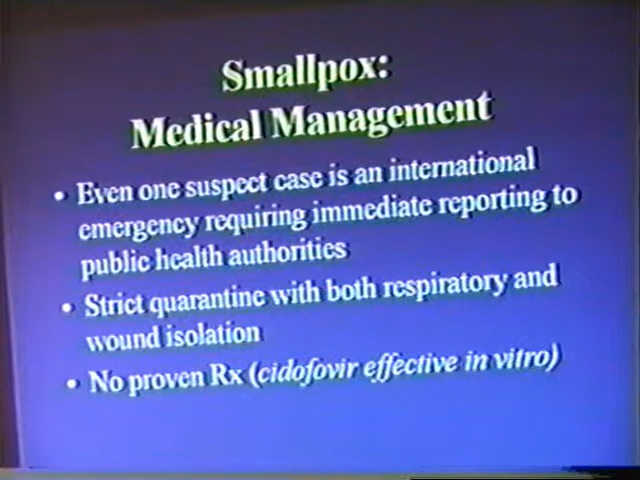 Smallpox:
Medical Management
• Even one suspect case is an international
emergency requiring immediate reporting to
public health authorities
• Strict quarantine with both respiratory and
wound isolation
• No proven Rx (cidofovir effective in vitro)